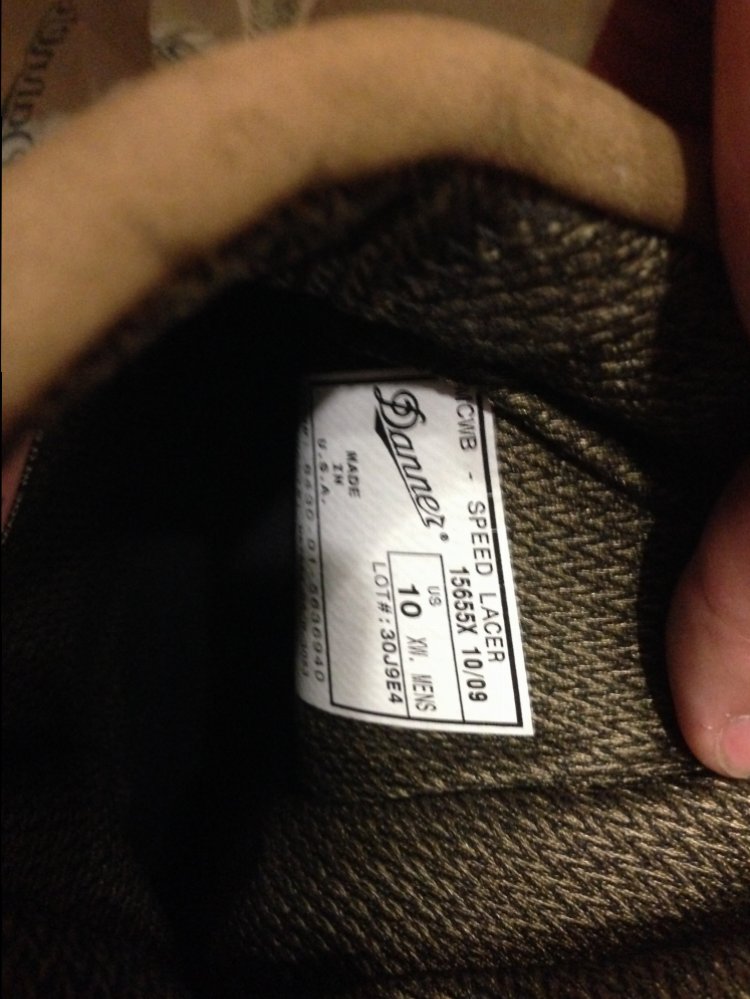 MCWB - SPEED LACER
15655X 10/09
Danner®
US
10 XW. MENS
MADE
IN
U.S.A.
LOT#:30J9E4